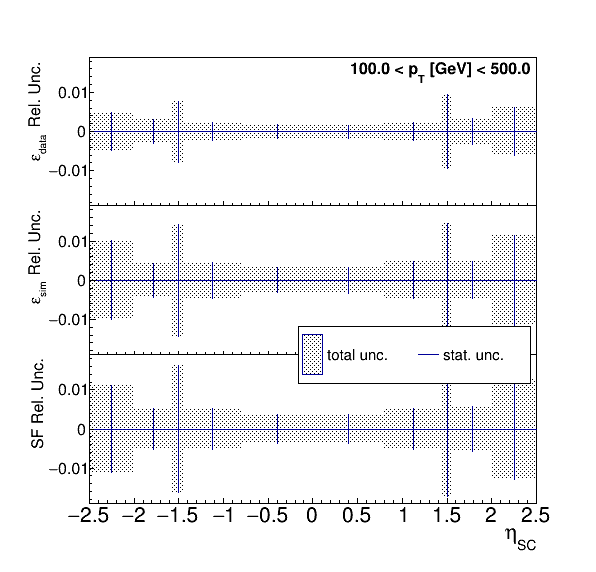 100.0 < p_T [GeV] < 500.0
ε_data Rel. Unc.
0.01
0
−0.01
ε_sim Rel. Unc.
0.01
0
−0.01
total unc. stat. unc.
SF Rel. Unc.
0.01
0
−0.01
−2.5 −2 −1.5 −1 −0.5 0 0.5 1 1.5 2 2.5
η_SC